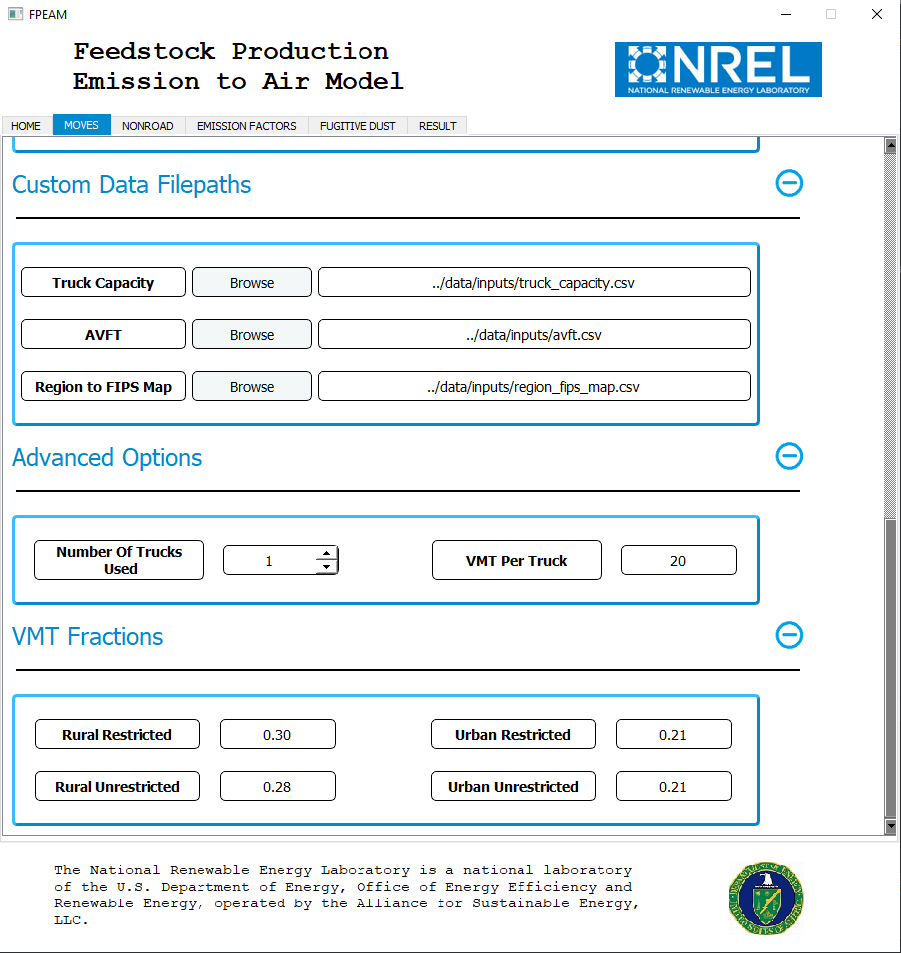 FPEAM
Feedstock Production
Emission to Air Model
NREL
NATIONAL RENEWABLE ENERGY LABORATORY
HOME MOVES NONROAD EMISSION FACTORS FUGITIVE DUST RESULT
Custom Data Filepaths
Truck Capacity Browse ../data/inputs/truck_capacity.csv
AVFT Browse ../data/inputs/avft.csv
Region to FIPS Map Browse ../data/inputs/region_fips_map.csv
Advanced Options
Number Of Trucks
Used
1 VMT Per Truck 20
VMT Fractions
Rural Restricted 0.30 Urban Restricted 0.21
Rural Unrestricted 0.28 Urban Unrestricted 0.21
The National Renewable Energy Laboratory is a national laboratory
of the U.S. Department of Energy, Office of Energy Efficiency and
Renewable Energy, operated by the Alliance for Sustainable Energy,
LLC.